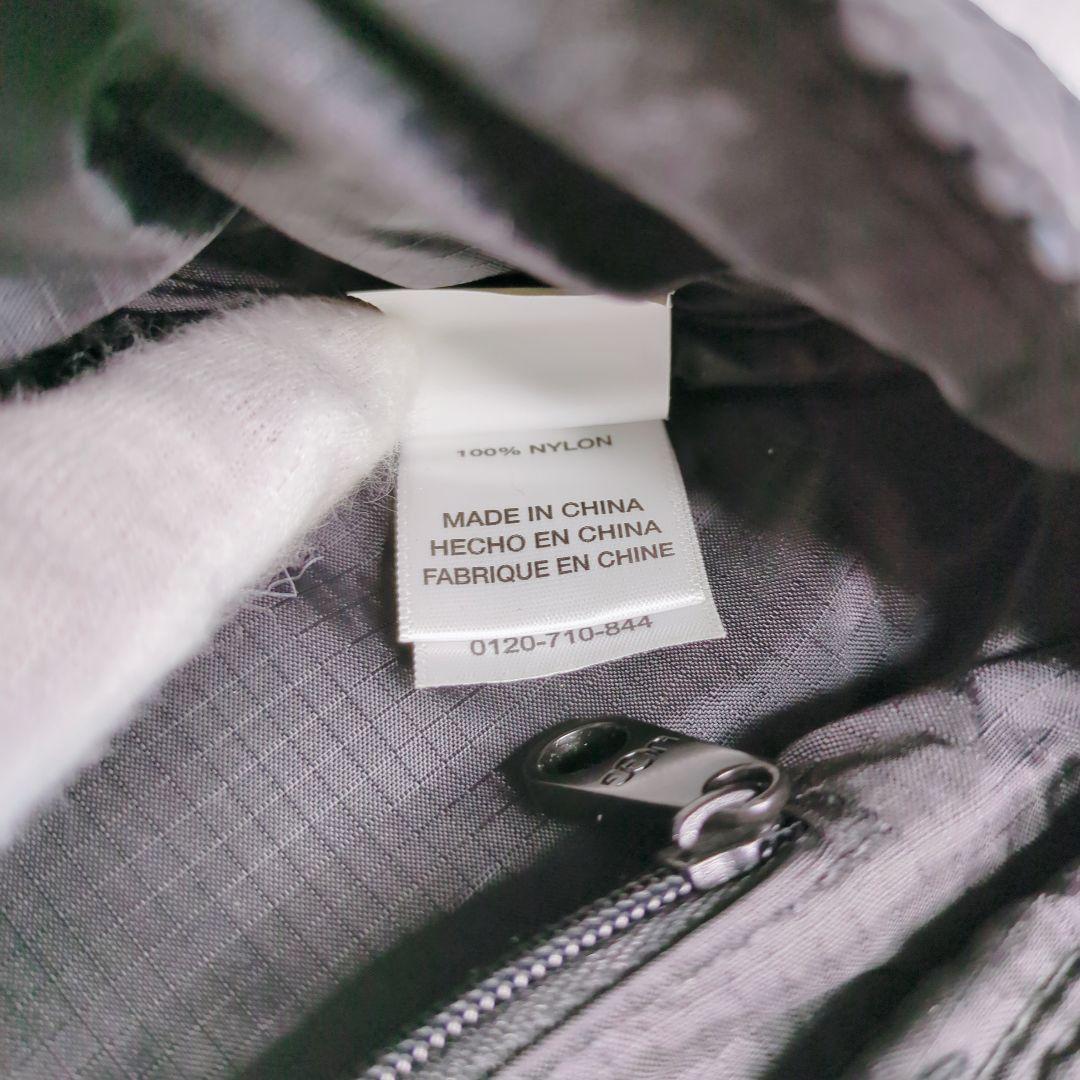 100% NYLON
MADE IN CHINA
HECHO EN CHINA
FABRIQUE EN CHINE
0120-710-844